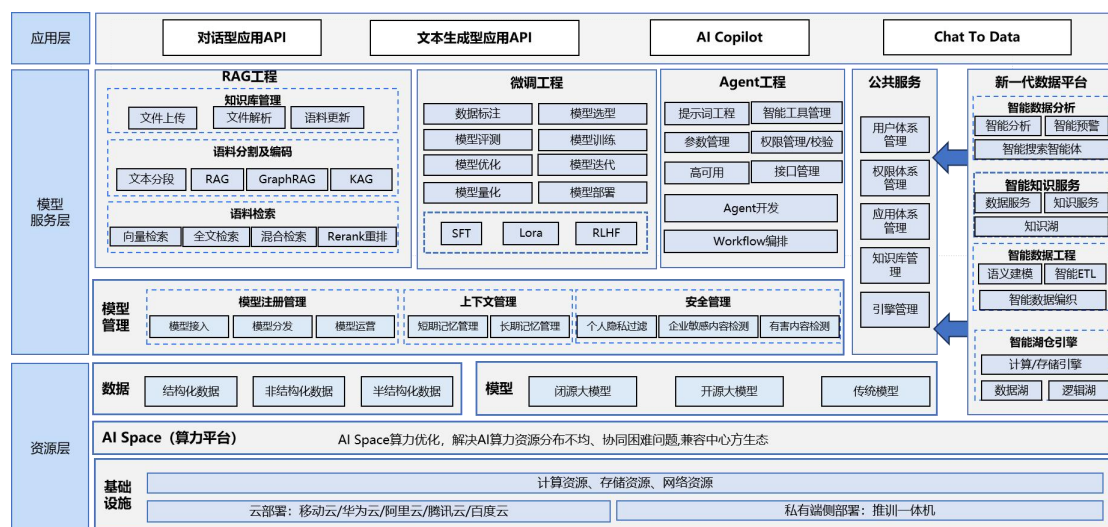 应用层
对话型应用API
文本生成型应用API
AI Copilot
Chat To Data
模型
服务层
RAG工程
知识库管理
文件上传
文件解析
语料更新
语料分割及编码
文本分段
RAG
GraphRAG
KAG
语料检索
向量检索
全文检索
混合检索
Rerank重排
微调工程
数据标注
模型选型
模型评测
模型训练
模型优化
模型迭代
模型量化
模型部署
SFT
Lora
RLHF
Agent工程
提示词工程
智能工具管理
参数管理
权限管理/校验
高可用
接口管理
Agent开发
Workflow编排
公共服务
用户体系
管理
权限体系
管理
应用体系
管理
知识库管
理
引擎管理
新一代数据平台
智能数据分析
智能分析
智能预警
智能搜索智能体
智能知识服务
数据服务
知识服务
知识湖
智能数据工程
语义建模
智能ETL
智能数据编织
智能湖仓引擎
计算/存储引擎
数据湖
逻辑湖
模型
管理
模型注册管理
模型接入
模型分发
模型运营
上下文管理
短期记忆管理
长期记忆管理
安全管理
个人隐私过滤
企业敏感内容检测
有害内容检测
资源层
数据
结构化数据
非结构化数据
半结构化数据
模型
闭源大模型
开源大模型
传统模型
AI Space（算力平台）
AI Space算力优化，解决AI算力资源分布不均、协同困难问题,兼容中心方生态
基础
设施
计算资源、存储资源、网络资源
云部署：移动云/华为云/阿里云/腾讯云/百度云
私有端侧部署：推训一体机